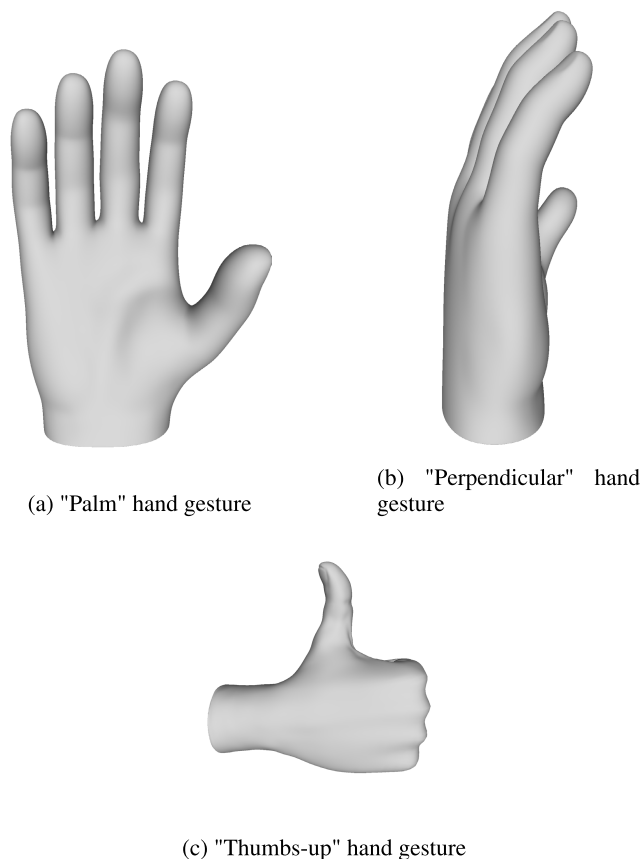 (a) "Palm" hand gesture
(b) "Perpendicular" hand
gesture
(c) "Thumbs-up" hand gesture